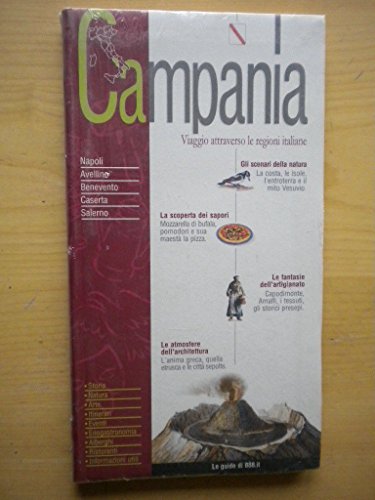 Campania
Viaggio attraverso le regioni italiane
Napoli
Avellino
Benevento
Caserta
Salerno
Gli scenari della natura
La costa, le isole,
l'entroterra e il
mito Vesuvio.
La scoperta dei sapori
Mozzarella di bufala,
pomodori e sua
maestà la pizza.
Le fantasie
dell'artigianato
Capodimonte,
Amalfi, i tessuti,
gli storici presepi.
Le atmosfere
dell'architettura
L'anima greca, quella
etrusca e le città sepolte.
•Storia
•Natura
•Arte
•Itinerari
•Eventi
•Enogastronomia
•Alberghi
•Ristoranti
•Informazioni utili
Le guide di 888.it